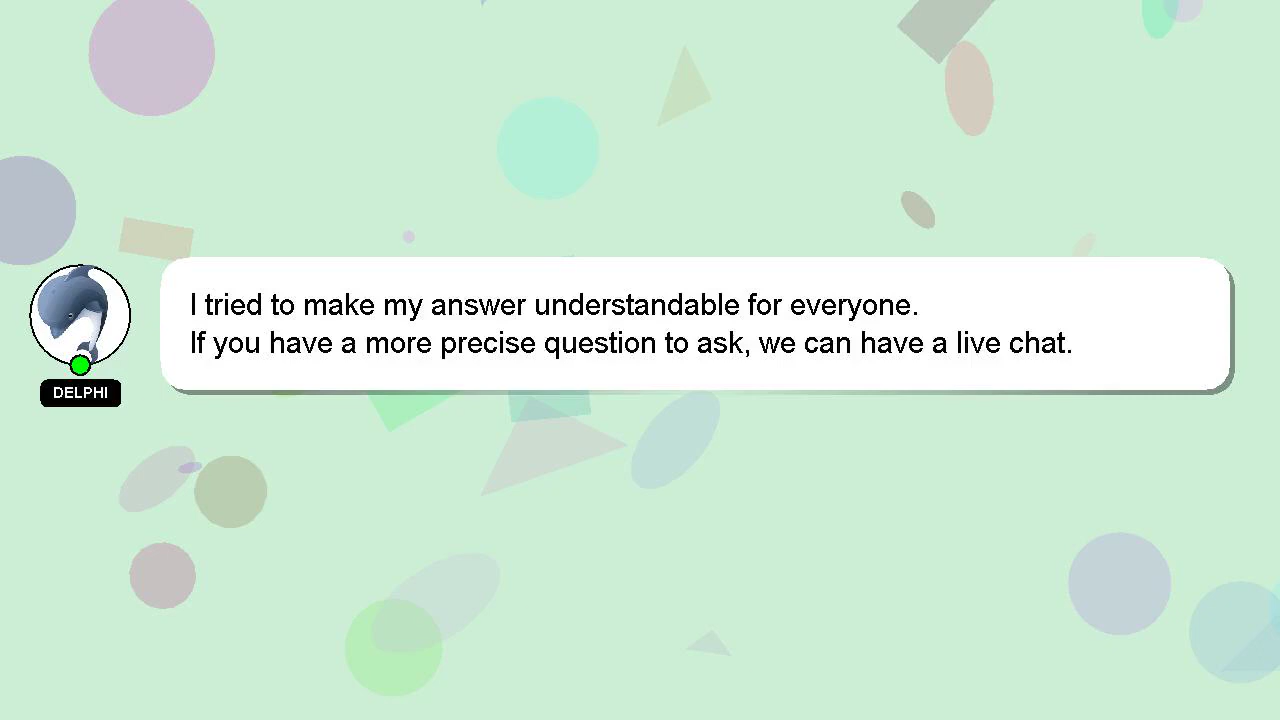 I tried to make my answer understandable for everyone.
If you have a more precise question to ask, we can have a live chat.
DELPHI